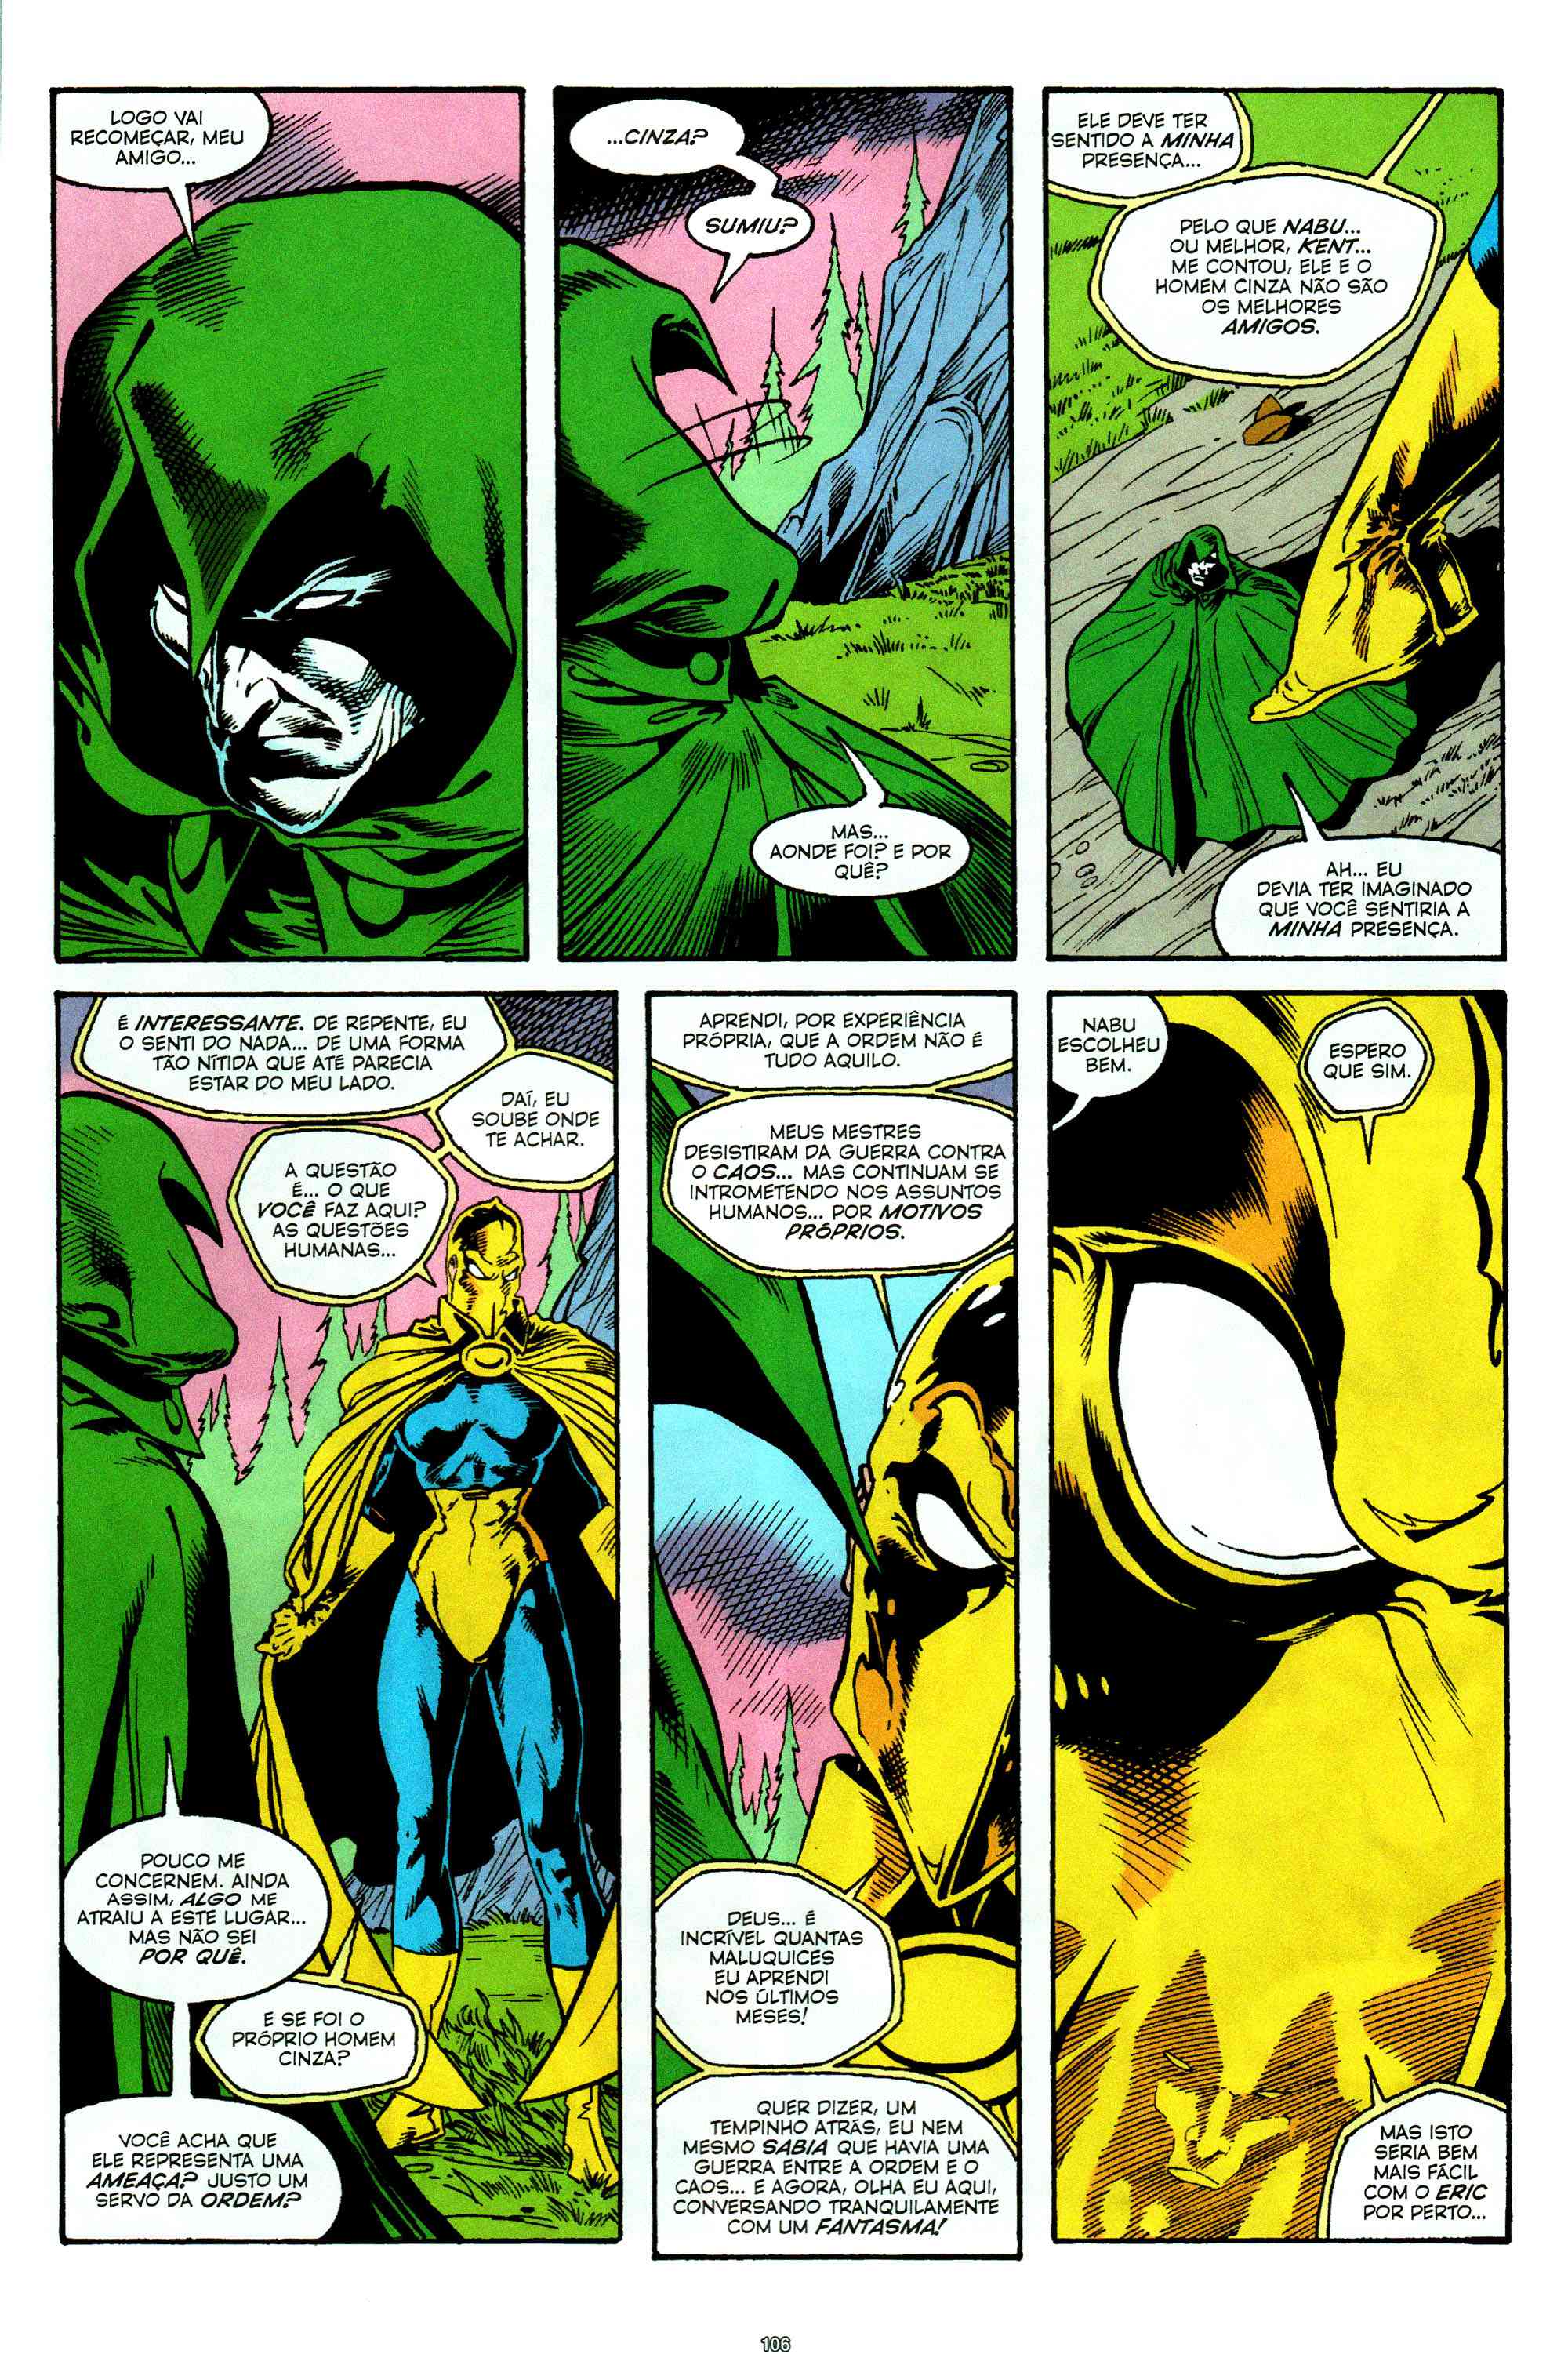 LOGO VAI
RECOMEÇAR, MEU
AMIGO...
...CINZA?
SUMIU?
MAS...
AONDE FOI? E POR
QUÊ?
ELE DEVE TER
SENTIDO A MINHA
PRESENÇA...
PELO QUE NABU...
OU MELHOR, KENT...
ME CONTOU, ELE E O
HOMEM CINZA NÃO SÃO
OS MELHORES
AMIGOS.
AH... EU
DEVIA TER IMAGINADO
QUE VOCÊ SENTIRIA A
MINHA PRESENÇA.
É INTERESSANTE. DE REPENTE, EU
O SENTI DO NADA... DE UMA FORMA
TÃO NÍTIDA QUE ATÉ PARECIA
ESTAR DO MEU LADO.
DAÍ, EU
SOUBE ONDE
TE ACHAR.
A QUESTÃO
É... O QUE
VOCÊ FAZ AQUI?
AS QUESTÕES
HUMANAS...
POUCO ME
CONCERNEM. AINDA
ASSIM, ALGO ME
ATRAIU A ESTE LUGAR...
MAS NÃO SEI
POR QUÊ.
E SE FOI O
PRÓPRIO HOMEM
CINZA?
VOCÊ ACHA QUE
ELE REPRESENTA UMA
AMEAÇA? JUSTO UM
SERVO DA ORDEM?
APRENDI, POR EXPERIÊNCIA
PRÓPRIA, QUE A ORDEM NÃO É
TUDO AQUILO.
MEUS MESTRES
DESISTIRAM DA GUERRA CONTRA
O CAOS... MAS CONTINUAM SE
INTROMETENDO NOS ASSUNTOS
HUMANOS... POR MOTIVOS
PRÓPRIOS.
DEUS... É
INCRÍVEL QUANTAS
MALUQUICES
EU APRENDI
NOS ÚLTIMOS
MESES!
QUER DIZER, UM
TEMPINHO ATRÁS, EU NEM
MESMO SABIA QUE HAVIA UMA
GUERRA ENTRE A ORDEM E O
CAOS... E AGORA, OLHA EU AQUI,
CONVERSANDO TRANQUILAMENTE
COM UM FANTASMA!
NABU
ESCOLHEU
BEM.
ESPERO
QUE SIM.
MAS ISTO
SERIA BEM
MAIS FÁCIL
COM O ERIC
POR PERTO...
106